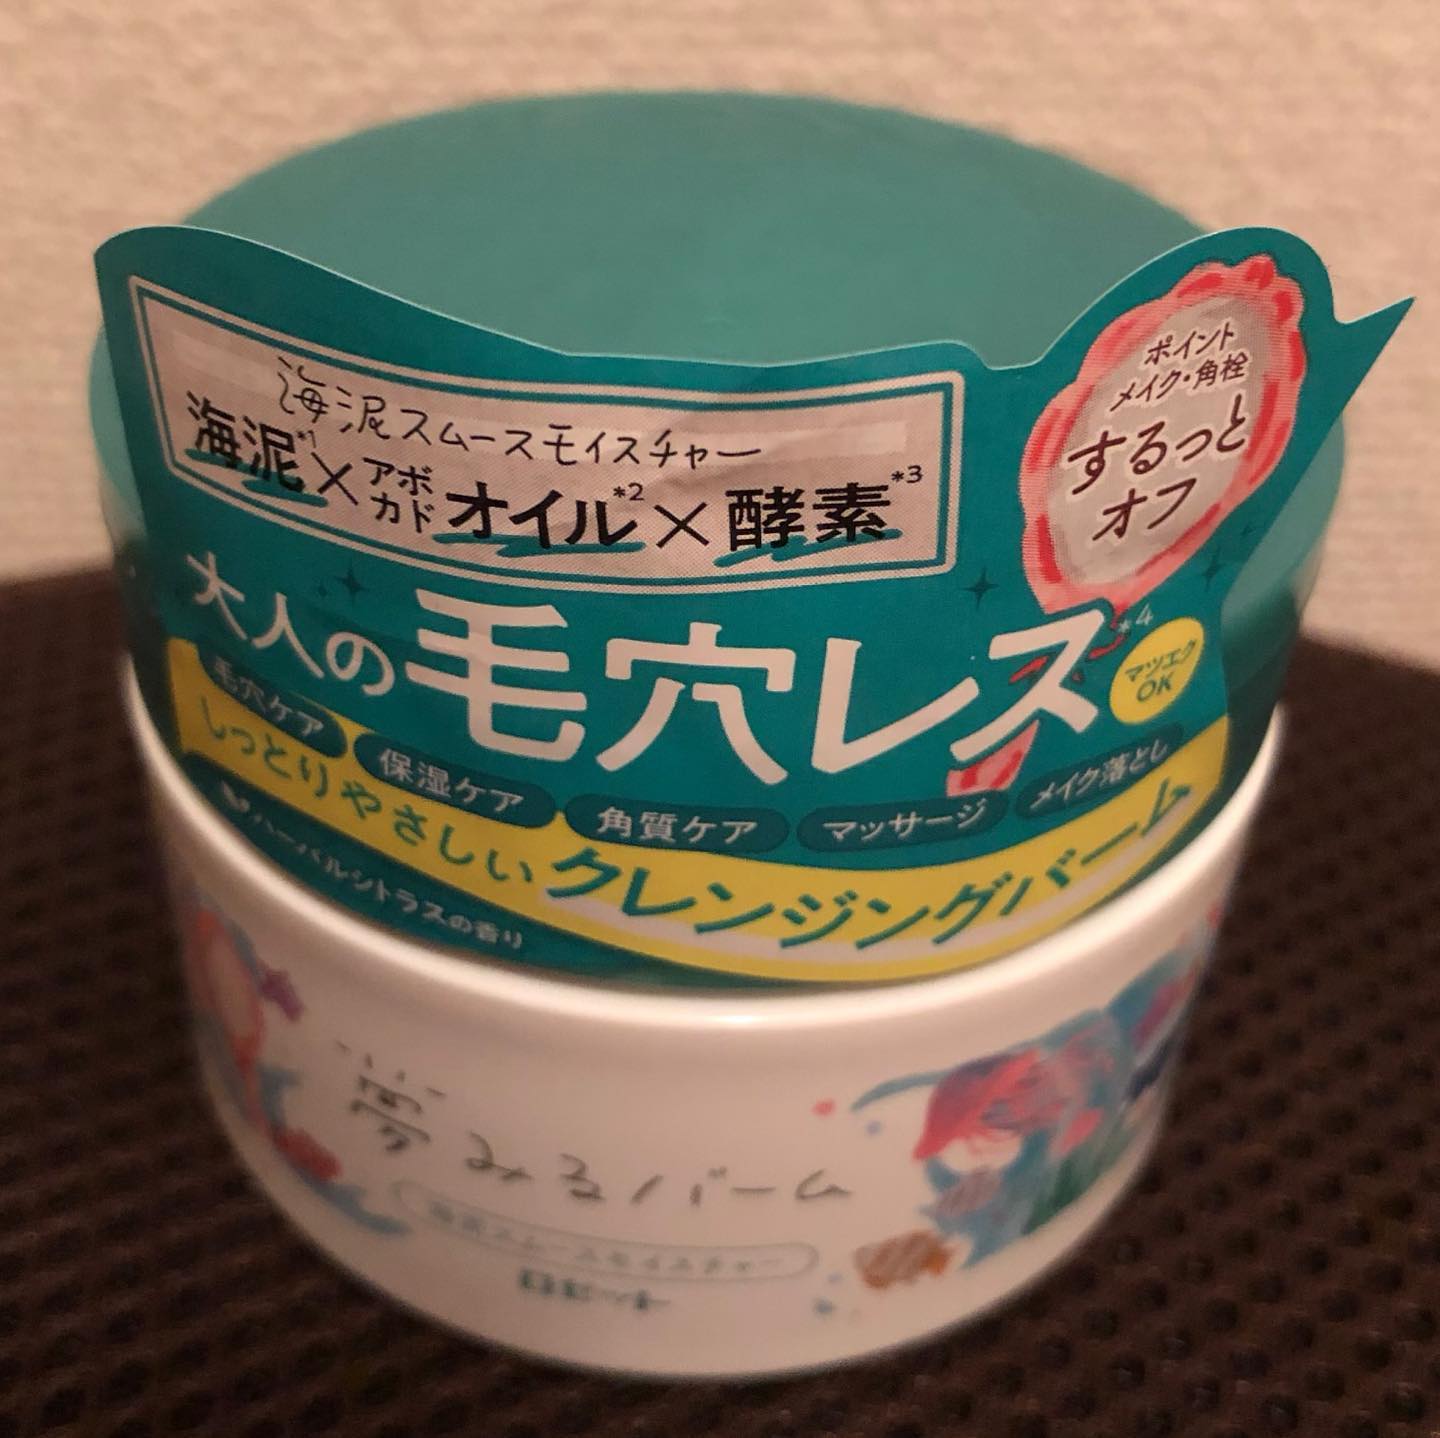 海泥スムースモイスチャー
海泥*1×アボカドオイル*2×酵素*3
ポイント
メイク・角栓
するっと
オフ
大人の毛穴レス*4
マツエク
OK
毛穴ケア
保湿ケア
角質ケア
マッサージ
メイク落とし
しっとりやさしいクレンジングバーム
ハーバルシトラスの香り
夢みるバーム
海泥スムースモイスチャー
ロゼット